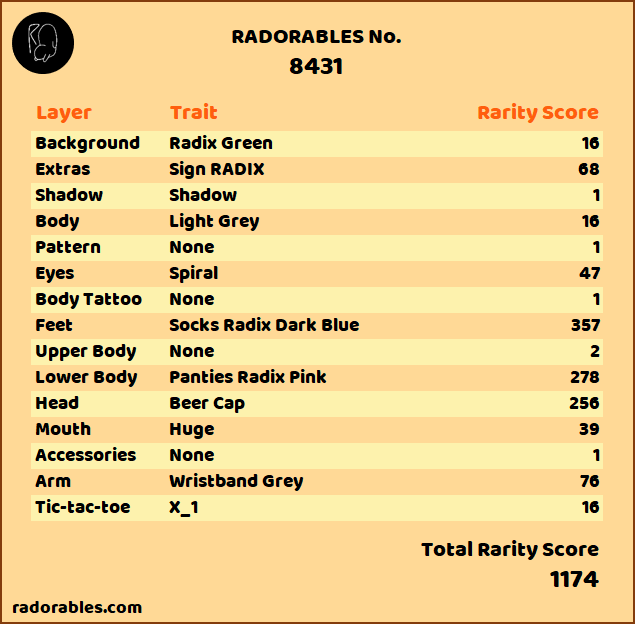 RADORABLES No.
8431
Layer Trait Rarity Score
Background Radix Green 16
Extras Sign RADIX 68
Shadow Shadow 1
Body Light Grey 16
Pattern None 1
Eyes Spiral 47
Body Tattoo None 1
Feet Socks Radix Dark Blue 357
Upper Body None 2
Lower Body Panties Radix Pink 278
Head Beer Cap 256
Mouth Huge 39
Accessories None 1
Arm Wristband Grey 76
Tic-tac-toe X_1 16
Total Rarity Score
1174
radorables.com